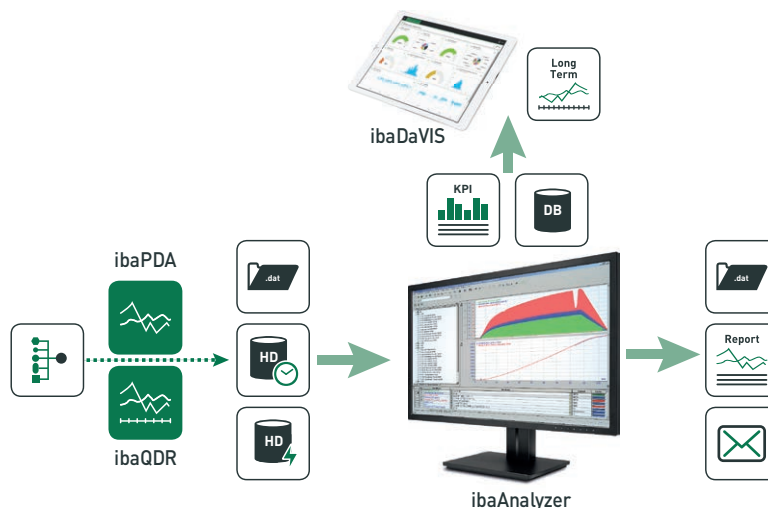 Long
Term
ibaDaVIS
KPI
DB
ibaPDA
.dat
.dat
HD
Report
HD
ibaQDR
ibaAnalyzer